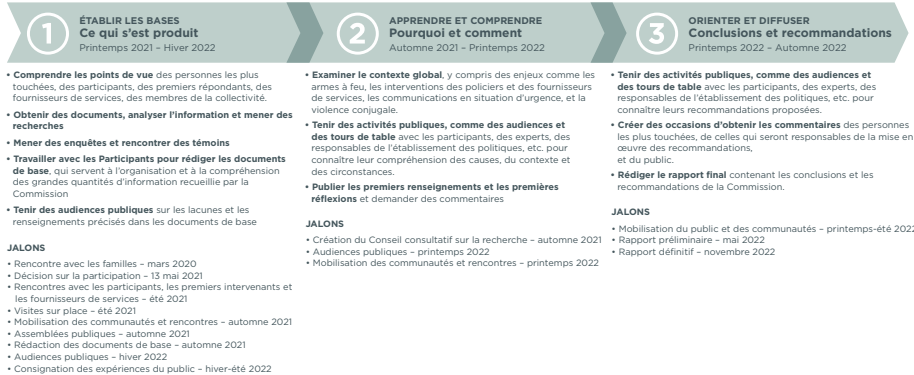 1
ÉTABLIR LES BASES
Ce qui s'est produit
Printemps 2021 – Hiver 2022
• Comprendre les points de vue des personnes les plus
touchées, des participants, des premiers répondants, des
fournisseurs de services, des membres de la collectivité.
• Obtenir des documents, analyser l'information et mener des
recherches
• Mener des enquêtes et rencontrer des témoins
• Travailler avec les Participants pour rédiger les documents
de base, qui servent à l'organisation et à la compréhension
des grandes quantités d'information recueillie par la
Commission
• Tenir des audiences publiques sur les lacunes et les
renseignements précisés dans les documents de base
JALONS
• Rencontre avec les familles – mars 2020
• Décision sur la participation – 13 mai 2021
• Rencontres avec participants, les premiers intervenants et
les fournisseurs de services – été 2021
• Visites sur place – été 2021
• Mobilisation des communautés et rencontres – automne 2021
• Assemblées publiques – automne 2021
• Rédaction des documents de base – automne 2021
• Audiences publiques – hiver 2022
• Consignation des expériences du public – hiver-été 2022
2
APPRENDRE ET COMPRENDRE
Pourquoi et comment
Automne 2021 – Printemps 2022
• Examiner le contexte global, y compris des enjeux comme les
armes à feu, les interventions des policiers et des fournisseurs
de services, les communications en situation d'urgence, et la
violence conjugale.
• Tenir des activités publiques, comme des audiences et
des tours de table avec les participants, des experts, des
responsables de l'établissement des politiques, etc. pour
connaître leur compréhension des causes, du contexte et
des circonstances.
• Publier les premiers renseignements et les premières
réflexions et demander des commentaires
JALONS
• Création du Conseil consultatif sur la recherche – automne 2021
• Audiences publiques – printemps 2022
• Mobilisation des communautés et rencontres – printemps 2022
3
ORIENTER ET DIFFUSER
Conclusions et recommandations
Printemps 2022 – Automne 2022
• Tenir des activités publiques, comme des audiences et
des tours de table avec les participants, des experts, des
responsables de l'établissement des politiques, etc. pour
connaître leurs recommandations proposées.
• Créer des occasions d'obtenir les commentaires des personnes
les plus touchées, de celles qui seront responsables de la mise en
œuvre des recommandations,
et du public.
• Rédiger le rapport final contenant les conclusions et les
recommandations de la Commission.
JALONS
• Mobilisation du public et des communautés – printemps-été 2022
• Rapport préliminaire – mai 2022
• Rapport définitif – novembre 2022